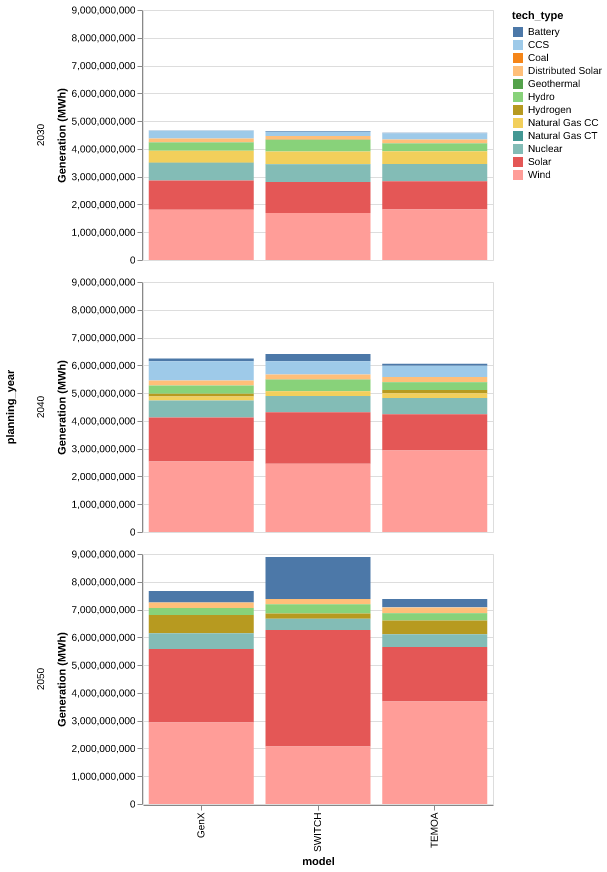 tech_type
Battery
CCS
Coal
Distributed Solar
Geothermal
Hydro
Hydrogen
Natural Gas CC
Natural Gas CT
Nuclear
Solar
Wind
planning_year
2030
Generation (MWh)
9,000,000,000
8,000,000,000
7,000,000,000
6,000,000,000
5,000,000,000
4,000,000,000
3,000,000,000
2,000,000,000
1,000,000,000
0
2040
Generation (MWh)
9,000,000,000
8,000,000,000
7,000,000,000
6,000,000,000
5,000,000,000
4,000,000,000
3,000,000,000
2,000,000,000
1,000,000,000
0
2050
Generation (MWh)
9,000,000,000
8,000,000,000
7,000,000,000
6,000,000,000
5,000,000,000
4,000,000,000
3,000,000,000
2,000,000,000
1,000,000,000
0
GenX
SWITCH
TEMOA
model